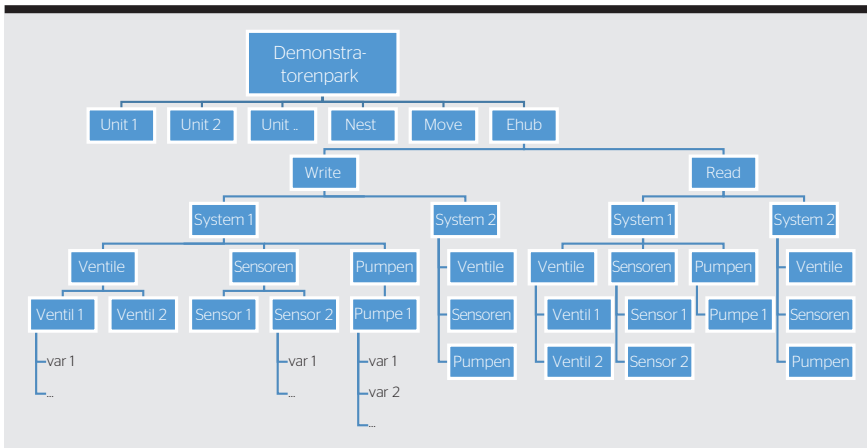 Demonstra-
torenpark
Unit 1 Unit 2 Unit .. Nest Move Ehub
Write Read
System 1 System 2 System 1 System 2
Ventile Sensoren Pumpen Ventile Ventile Sensoren Pumpen Ventile
Ventil 1 Ventil 2 Sensor 1 Sensor 2 Pumpe 1 Sensoren Ventil 1 Sensor 1 Pumpe 1 Sensoren
var 1 var 1 var 1 Pumpen Ventil 2 Sensor 2 Pumpen
... ... var 2
...